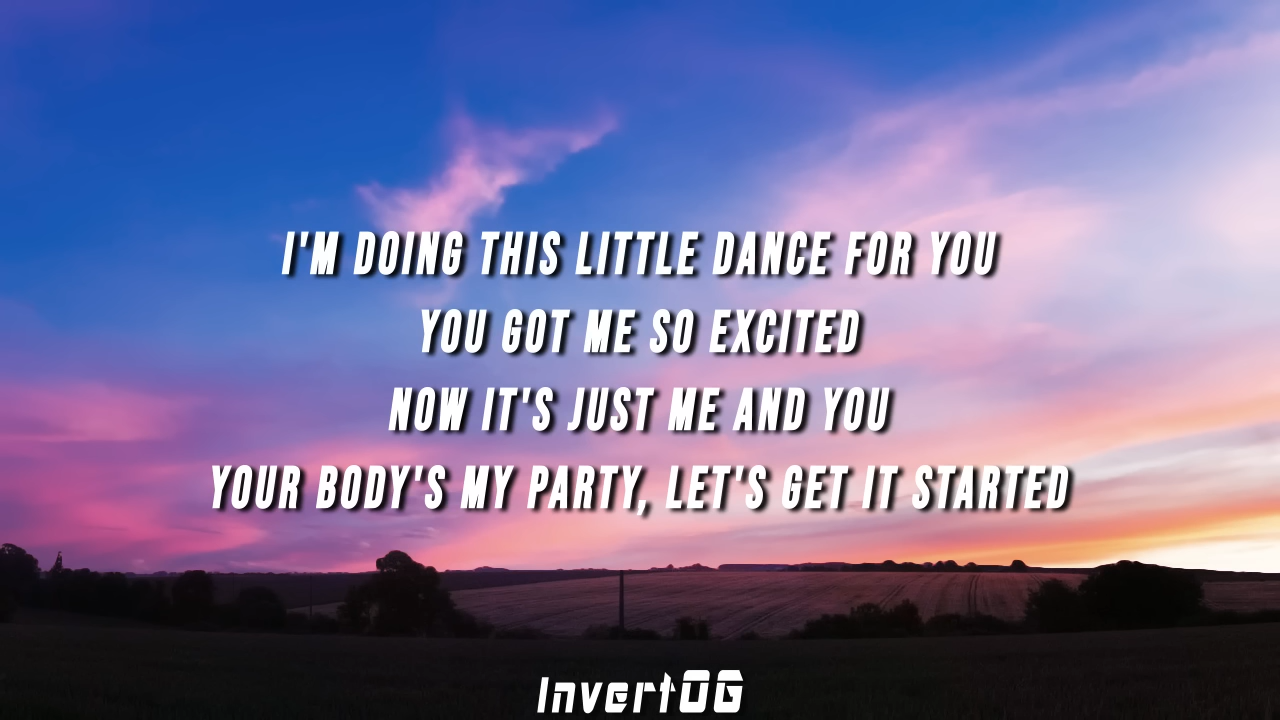 I'M DOING THIS LITTLE DANCE FOR YOU
YOU GOT ME SO EXCITED
NOW IT'S JUST ME AND YOU
YOUR BODY'S MY PARTY, LET'S GET IT STARTED
InvertOG